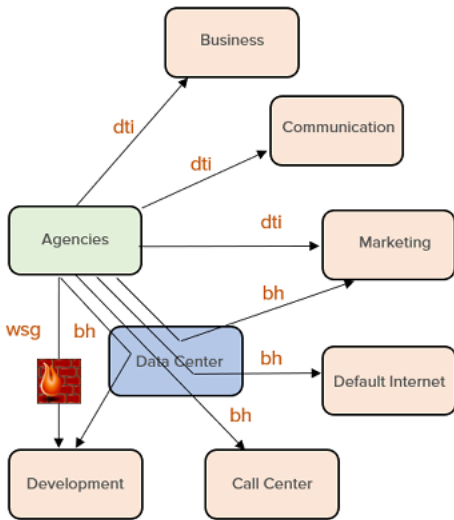 Business
dti
Communication
dti
Agencies
dti
Marketing
bh
wsg
bh
Data Center
bh
Default Internet
bh
Development
Call Center